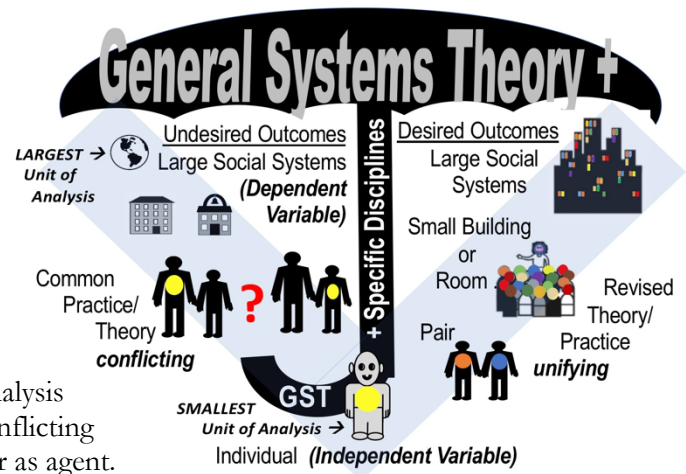 General Systems Theory +
Undesired Outcomes
Large Social Systems
(Dependent
Variable)
LARGEST →
Unit of
Analysis
Common
Practice/
Theory
conflicting
?
+ Specific Disciplines
GST
Desired Outcomes
Large Social
Systems
Small Building
or
Room
Revised
Theory/
Practice
unifying
Pair
SMALLEST
Unit of Analysis →
Individual (Independent Variable)
alysis
nflicting
r as agent.